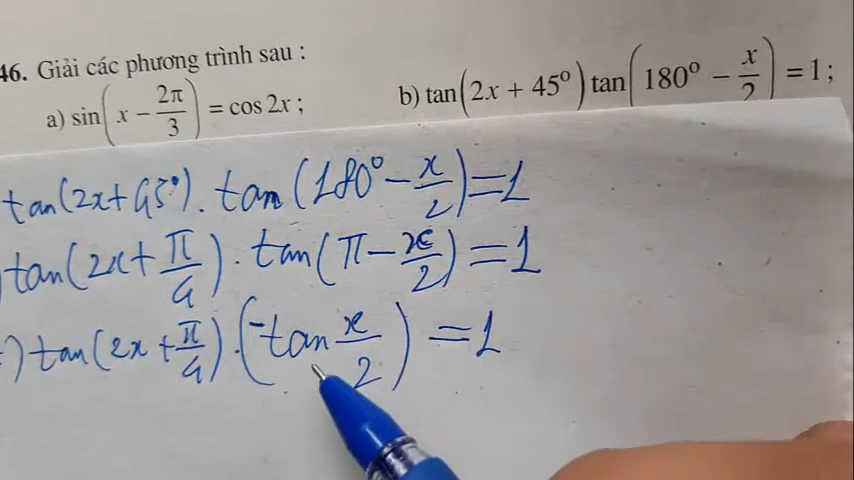 46. Giải các phương trình sau :
a) sin(x − 2π/3) = cos 2x ; b) tan(2x + 45°) tan(180° − x/2) = 1 ;
tan(2x + 45°) . tan(180° − x/2) = 1
) tan(2x + π/4) . tan(π − x/2) = 1
=) tan(2x + π/4) . (−tan x/2) = 1